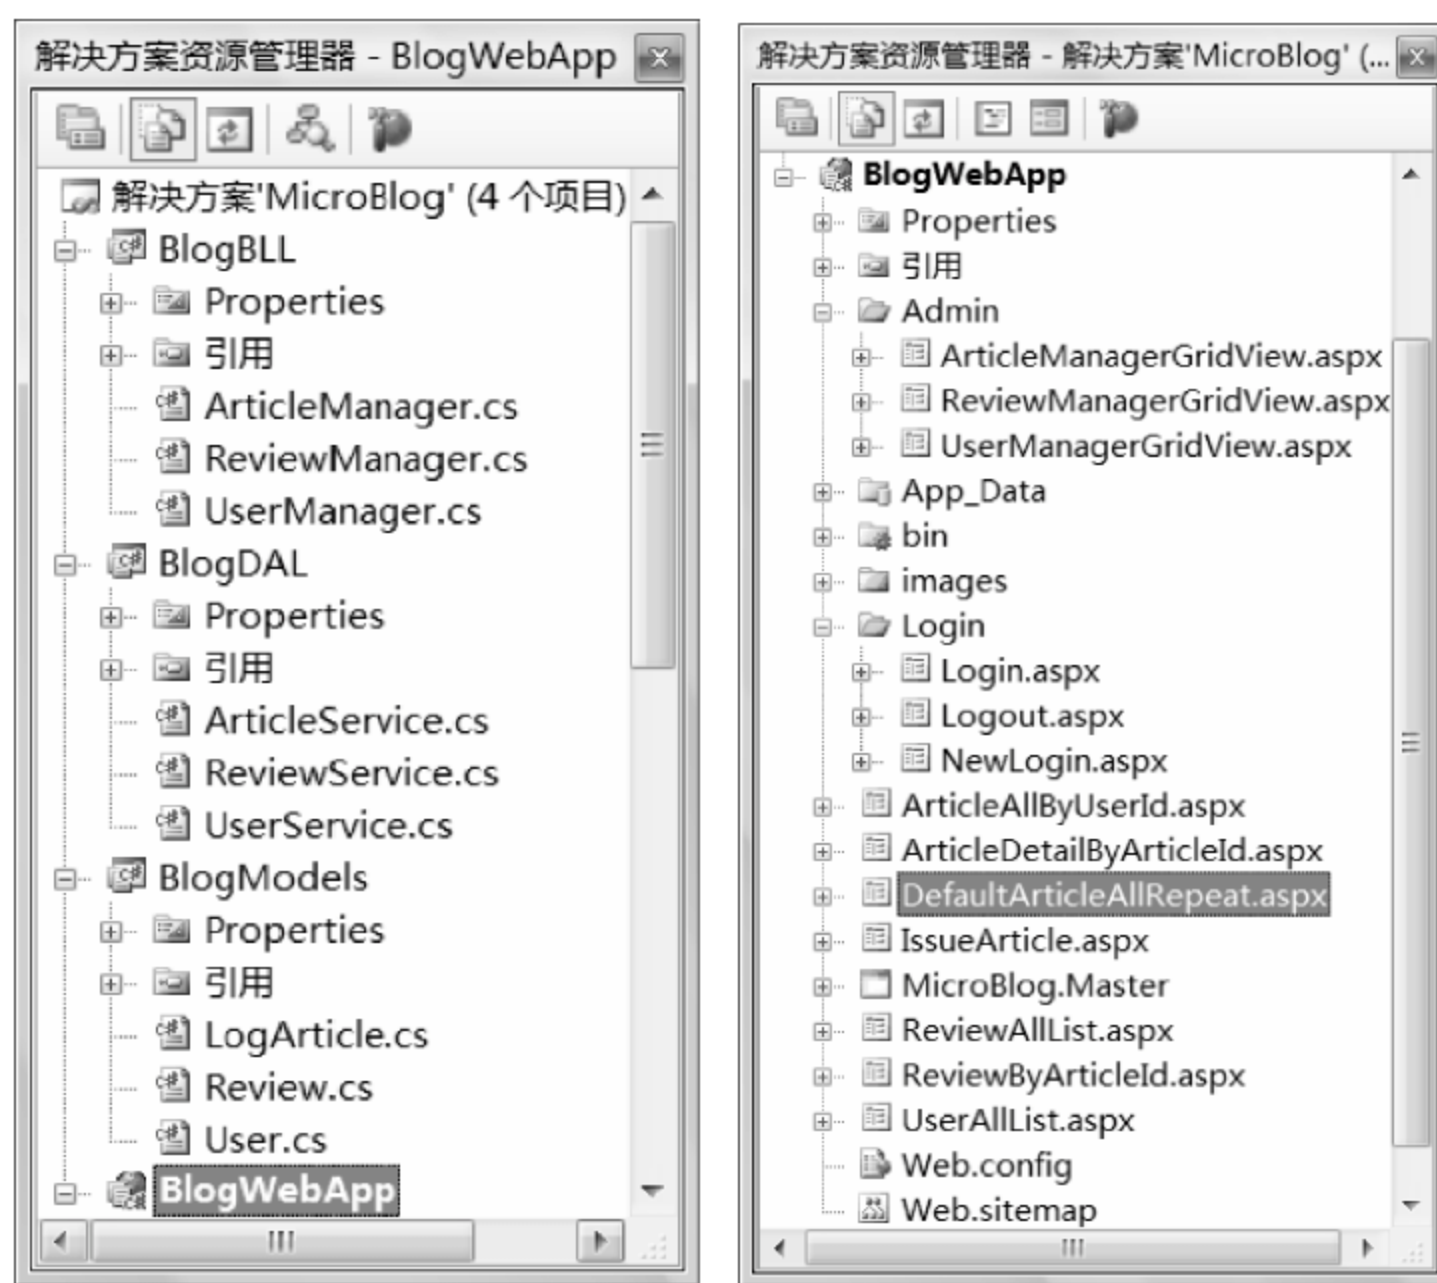 解决方案资源管理器 - BlogWebApp
解决方案'MicroBlog' (4 个项目)
BlogBLL
Properties
引用
ArticleManager.cs
ReviewManager.cs
UserManager.cs
BlogDAL
Properties
引用
ArticleService.cs
ReviewService.cs
UserService.cs
BlogModels
Properties
引用
LogArticle.cs
Review.cs
User.cs
BlogWebApp
解决方案资源管理器 - 解决方案'MicroBlog' (...
BlogWebApp
Properties
引用
Admin
ArticleManagerGridView.aspx
ReviewManagerGridView.aspx
UserManagerGridView.aspx
App_Data
bin
images
Login
Login.aspx
Logout.aspx
NewLogin.aspx
ArticleAllByUserId.aspx
ArticleDetailByArticleId.aspx
DefaultArticleAllRepeat.aspx
IssueArticle.aspx
MicroBlog.Master
ReviewAllList.aspx
ReviewByArticleId.aspx
UserAllList.aspx
Web.config
Web.sitemap